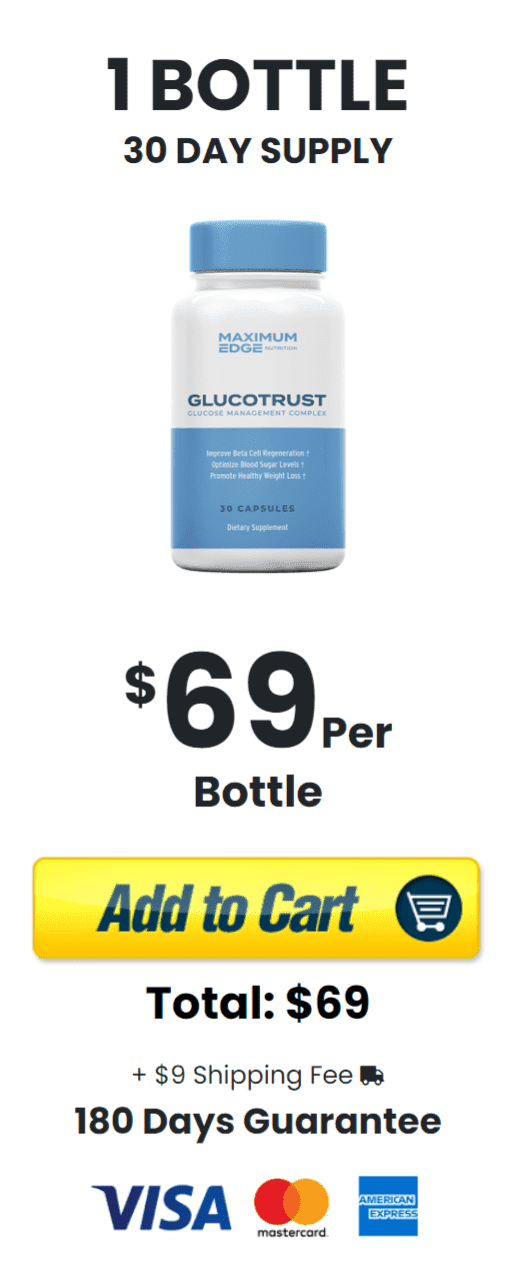 1 BOTTLE
30 DAY SUPPLY
MAXIMUM
EDGE NUTRITION
GLUCOTRUST
GLUCOSE MANAGEMENT COMPLEX
Improve Beta Cell Regeneration †
Optimize Blood Sugar Levels †
Promote Healthy Weight Loss †
30 CAPSULES
Dietary Supplement
$69 Per
Bottle
Add to Cart
Total: $69
+ $9 Shipping Fee
180 Days Guarantee
VISA
mastercard.
AMERICAN
EXPRESS